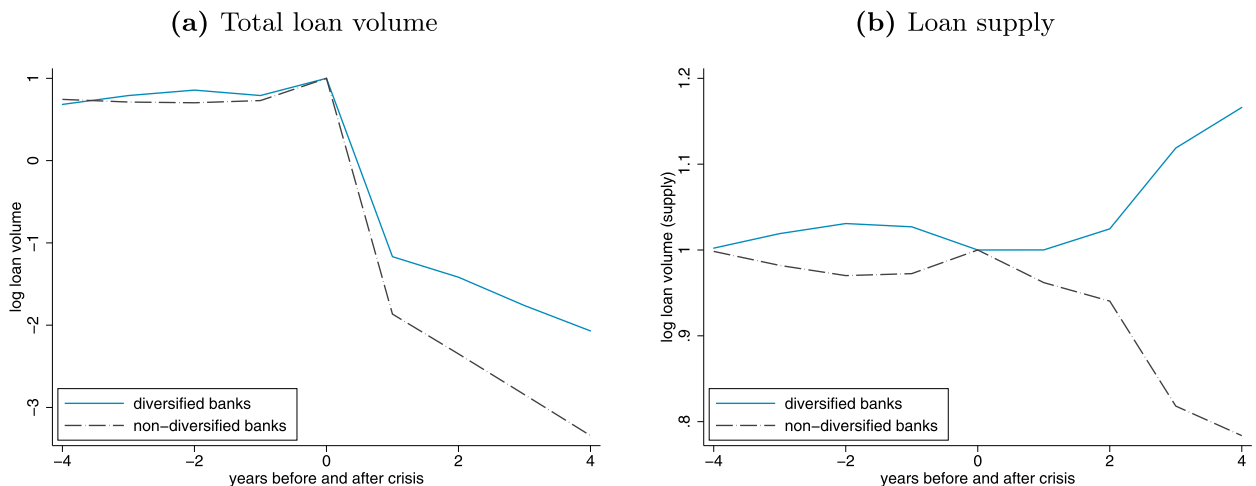 (a) Total loan volume
log loan volume
1
0
−1
−2
−3
diversified banks
non−diversified banks
−4 −2 0 2 4
years before and after crisis
(b) Loan supply
log loan volume (supply)
1.2
1.1
1
.9
.8
diversified banks
non−diversified banks
−4 −2 0 2 4
years before and after crisis